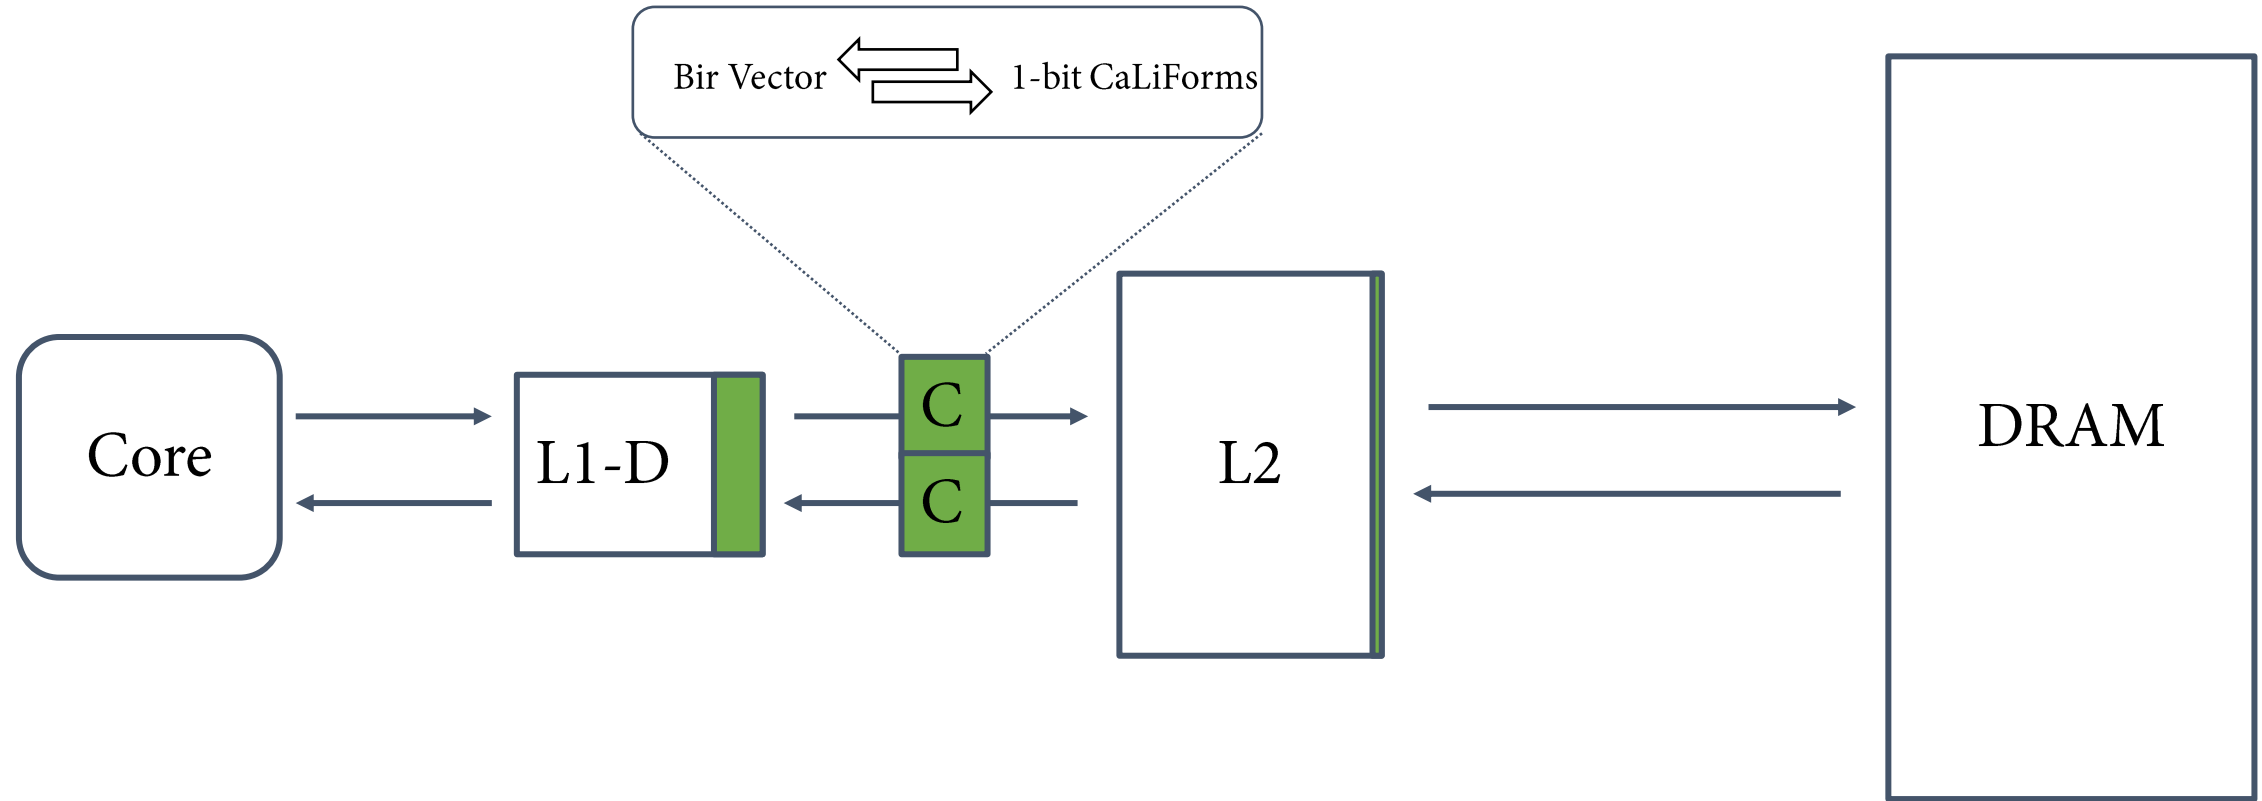 Bir Vector
1-bit CaLiForms
Core
L1-D
C
C
L2
DRAM